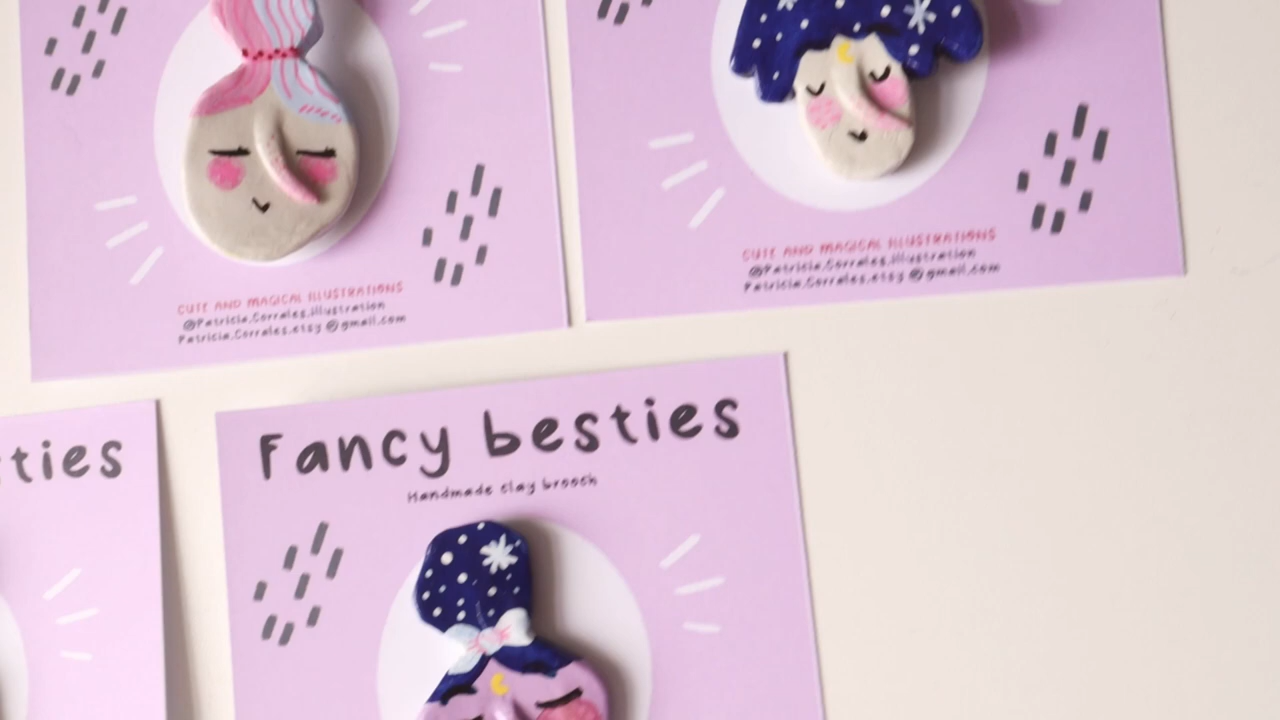 CUTE AND MAGICAL ILLUSTRATIONS
@Patricia.Corrales.illustration
Patricia.Corrales.etsy @gmail.com
CUTE AND MAGICAL ILLUSTRATIONS
@Patricia.Corrales.illustration
Patricia.Corrales.etsy @gmail.com
ties
Fancy besties
Handmade clay brooch